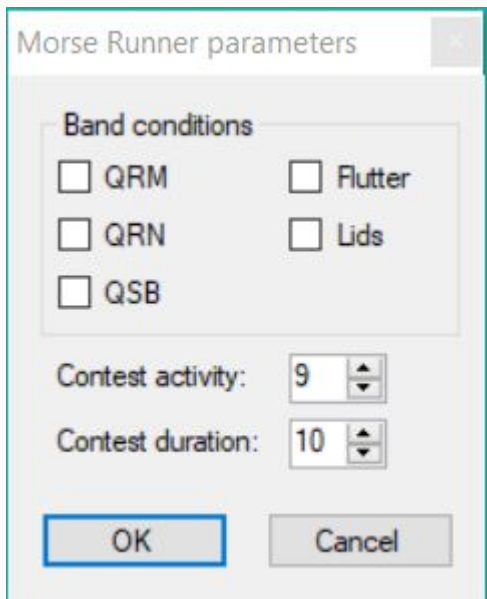 Morse Runner parameters
Band conditions
QRM Flutter
QRN Lids
QSB
Contest activity: 9
Contest duration: 10
OK Cancel